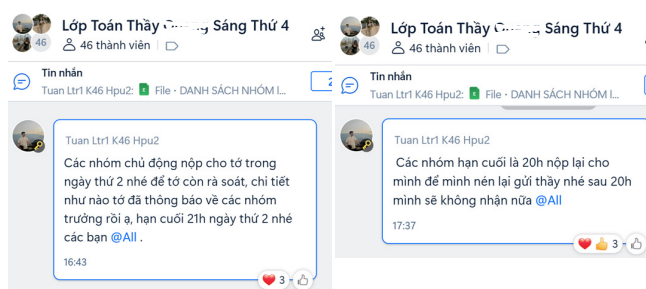 Lớp Toán Thầy Sáng Thứ 4
46
46 thành viên
Tin nhắn
Tuan Ltr1 K46 Hpu2: File · DANH SÁCH NHÓM l...
2
Tuan Ltr1 K46 Hpu2
Các nhóm chủ động nộp cho tớ trong
ngày thứ 2 nhé để tớ còn rà soát, chi tiết
như nào tớ đã thông báo về các nhóm
trưởng rồi ạ, hạn cuối 21h ngày thứ 2 nhé
các bạn @All .
16:43
3
Lớp Toán Thầy Sáng Thứ 4
46
46 thành viên
Tin nhắn
Tuan Ltr1 K46 Hpu2: File · DANH SÁCH NHÓM l...
Tuan Ltr1 K46 Hpu2
Các nhóm hạn cuối là 20h nộp lại cho
mình để mình nén lại gửi thầy nhé sau 20h
mình sẽ không nhận nữa @All
17:37
3